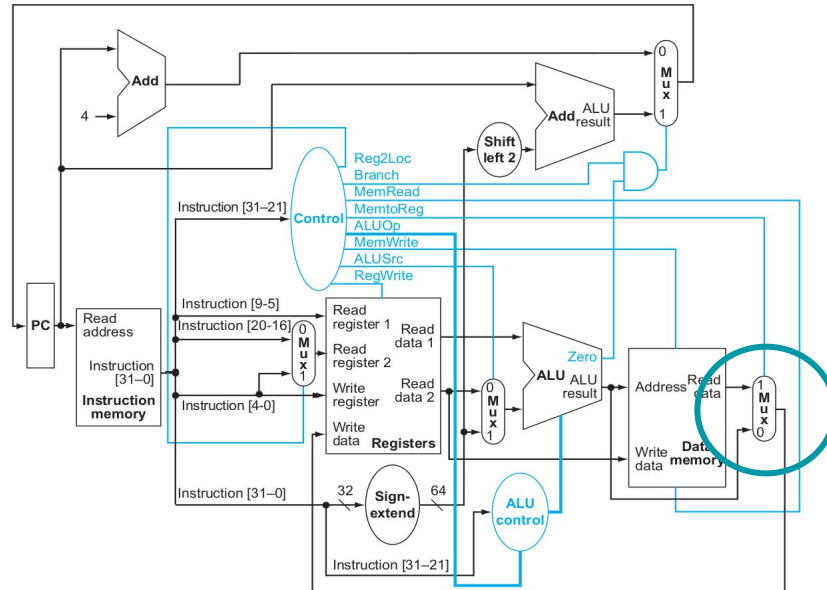 0
M
u
x
1
Add
4
Add ALU
result
Shift
left 2
Reg2Loc
Branch
MemRead
MemtoReg
ALUOp
MemWrite
ALUSrc
RegWrite
Control
Instruction [31–21]
PC
Read
address
Instruction
[31–0]
Instruction
memory
Instruction [9-5]
Instruction [20-16]
Instruction [4-0]
0
M
u
x
1
Read
register 1
Read
register 2
Write
register
Write
data
Read
data 1
Read
data 2
Registers
0
M
u
x
1
Zero
ALU ALU
result
Address
Read
data
Write
data
Data
memory
1
M
u
x
0
Instruction [31–0]
32
Sign-
extend
64
ALU
control
Instruction [31–21]